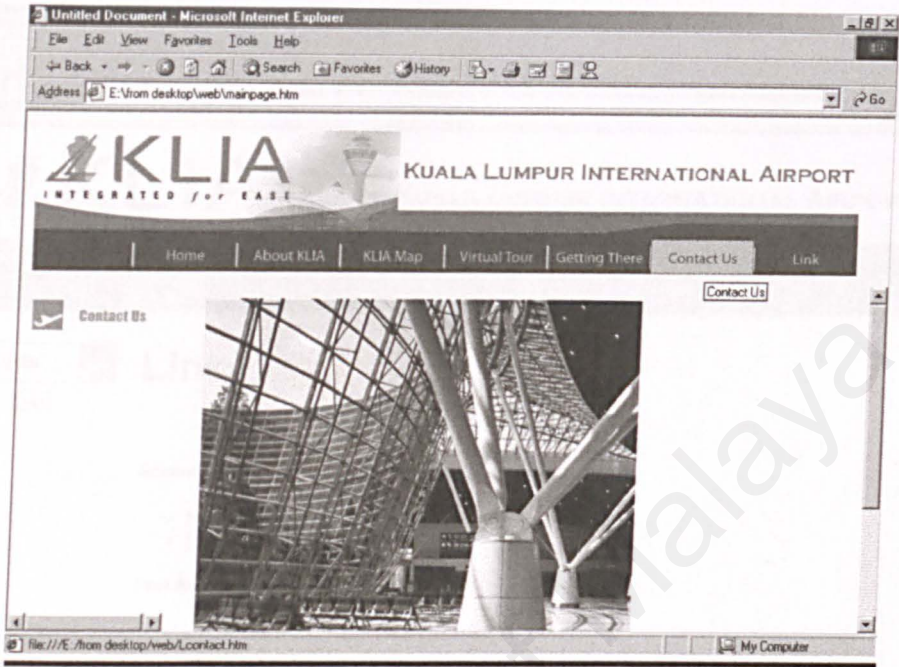 Untitled Document - Microsoft Internet Explorer
File Edit View Favorites Tools Help
Back Search Favorites History
Address E:\from desktop\web\mainpage.htm Go
KLIA
INTEGRATED for EASE
KUALA LUMPUR INTERNATIONAL AIRPORT
Home About KLIA KLIA Map Virtual Tour Getting There Contact Us Link
Contact Us
Contact Us
file:///E:/from desktop/web/Lcontact.htm My Computer
Malaya